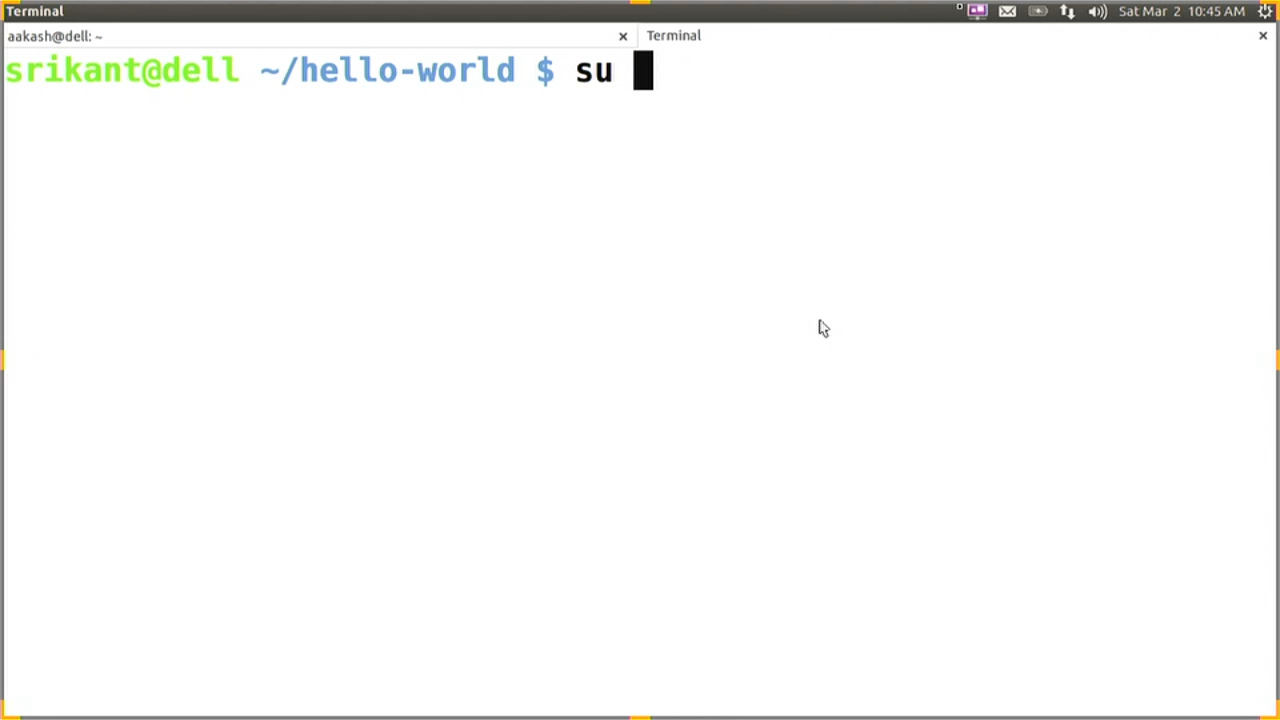 Terminal
Sat Mar 2 10:45 AM
aakash@dell: ~
Terminal
srikant@dell ~/hello-world $ su